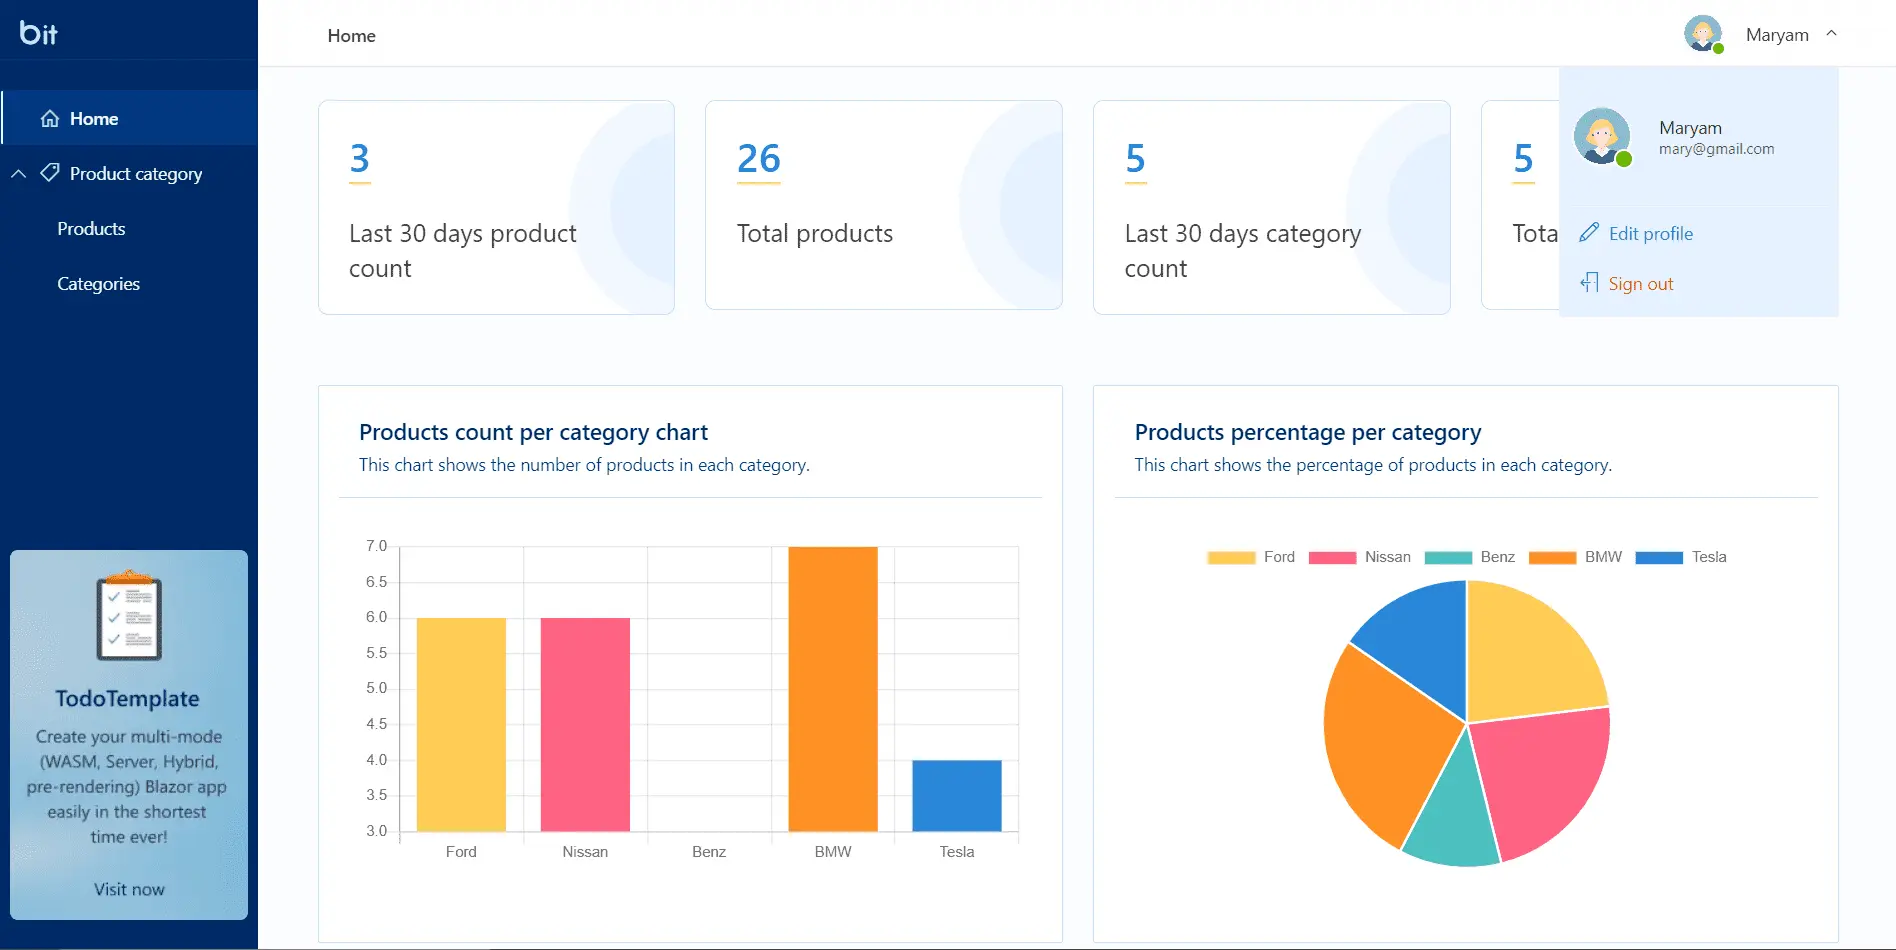 bit
Home
Product category
Products
Categories
TodoTemplate
Create your multi-mode
(WASM, Server, Hybrid,
pre-rendering) Blazor app
easily in the shortest
time ever!
Visit now
Home
Maryam
Maryam
mary@gmail.com
Edit profile
Sign out
3
Last 30 days product
count
26
Total products
5
Last 30 days category
count
5
Tota
Products count per category chart
This chart shows the number of products in each category.
7.0
6.5
6.0
5.5
5.0
4.5
4.0
3.5
3.0
Ford Nissan Benz BMW Tesla
Products percentage per category
This chart shows the percentage of products in each category.
Ford Nissan Benz BMW Tesla